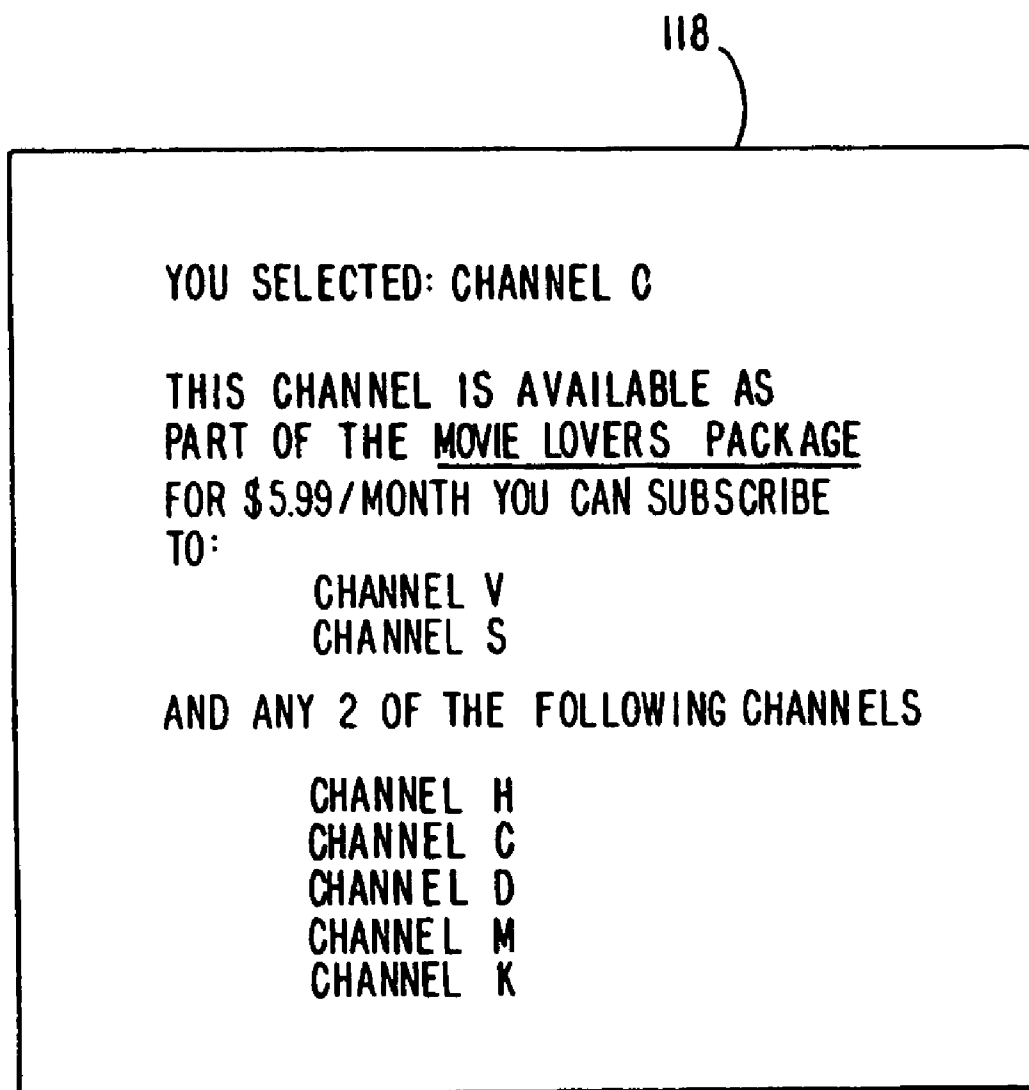 118
YOU SELECTED: CHANNEL C
THIS CHANNEL IS AVAILABLE AS
PART OF THE MOVIE LOVERS PACKAGE
FOR $5.99/MONTH YOU CAN SUBSCRIBE
TO:
CHANNEL V
CHANNEL S
AND ANY 2 OF THE FOLLOWING CHANNELS
CHANNEL H
CHANNEL C
CHANNEL D
CHANNEL M
CHANNEL K